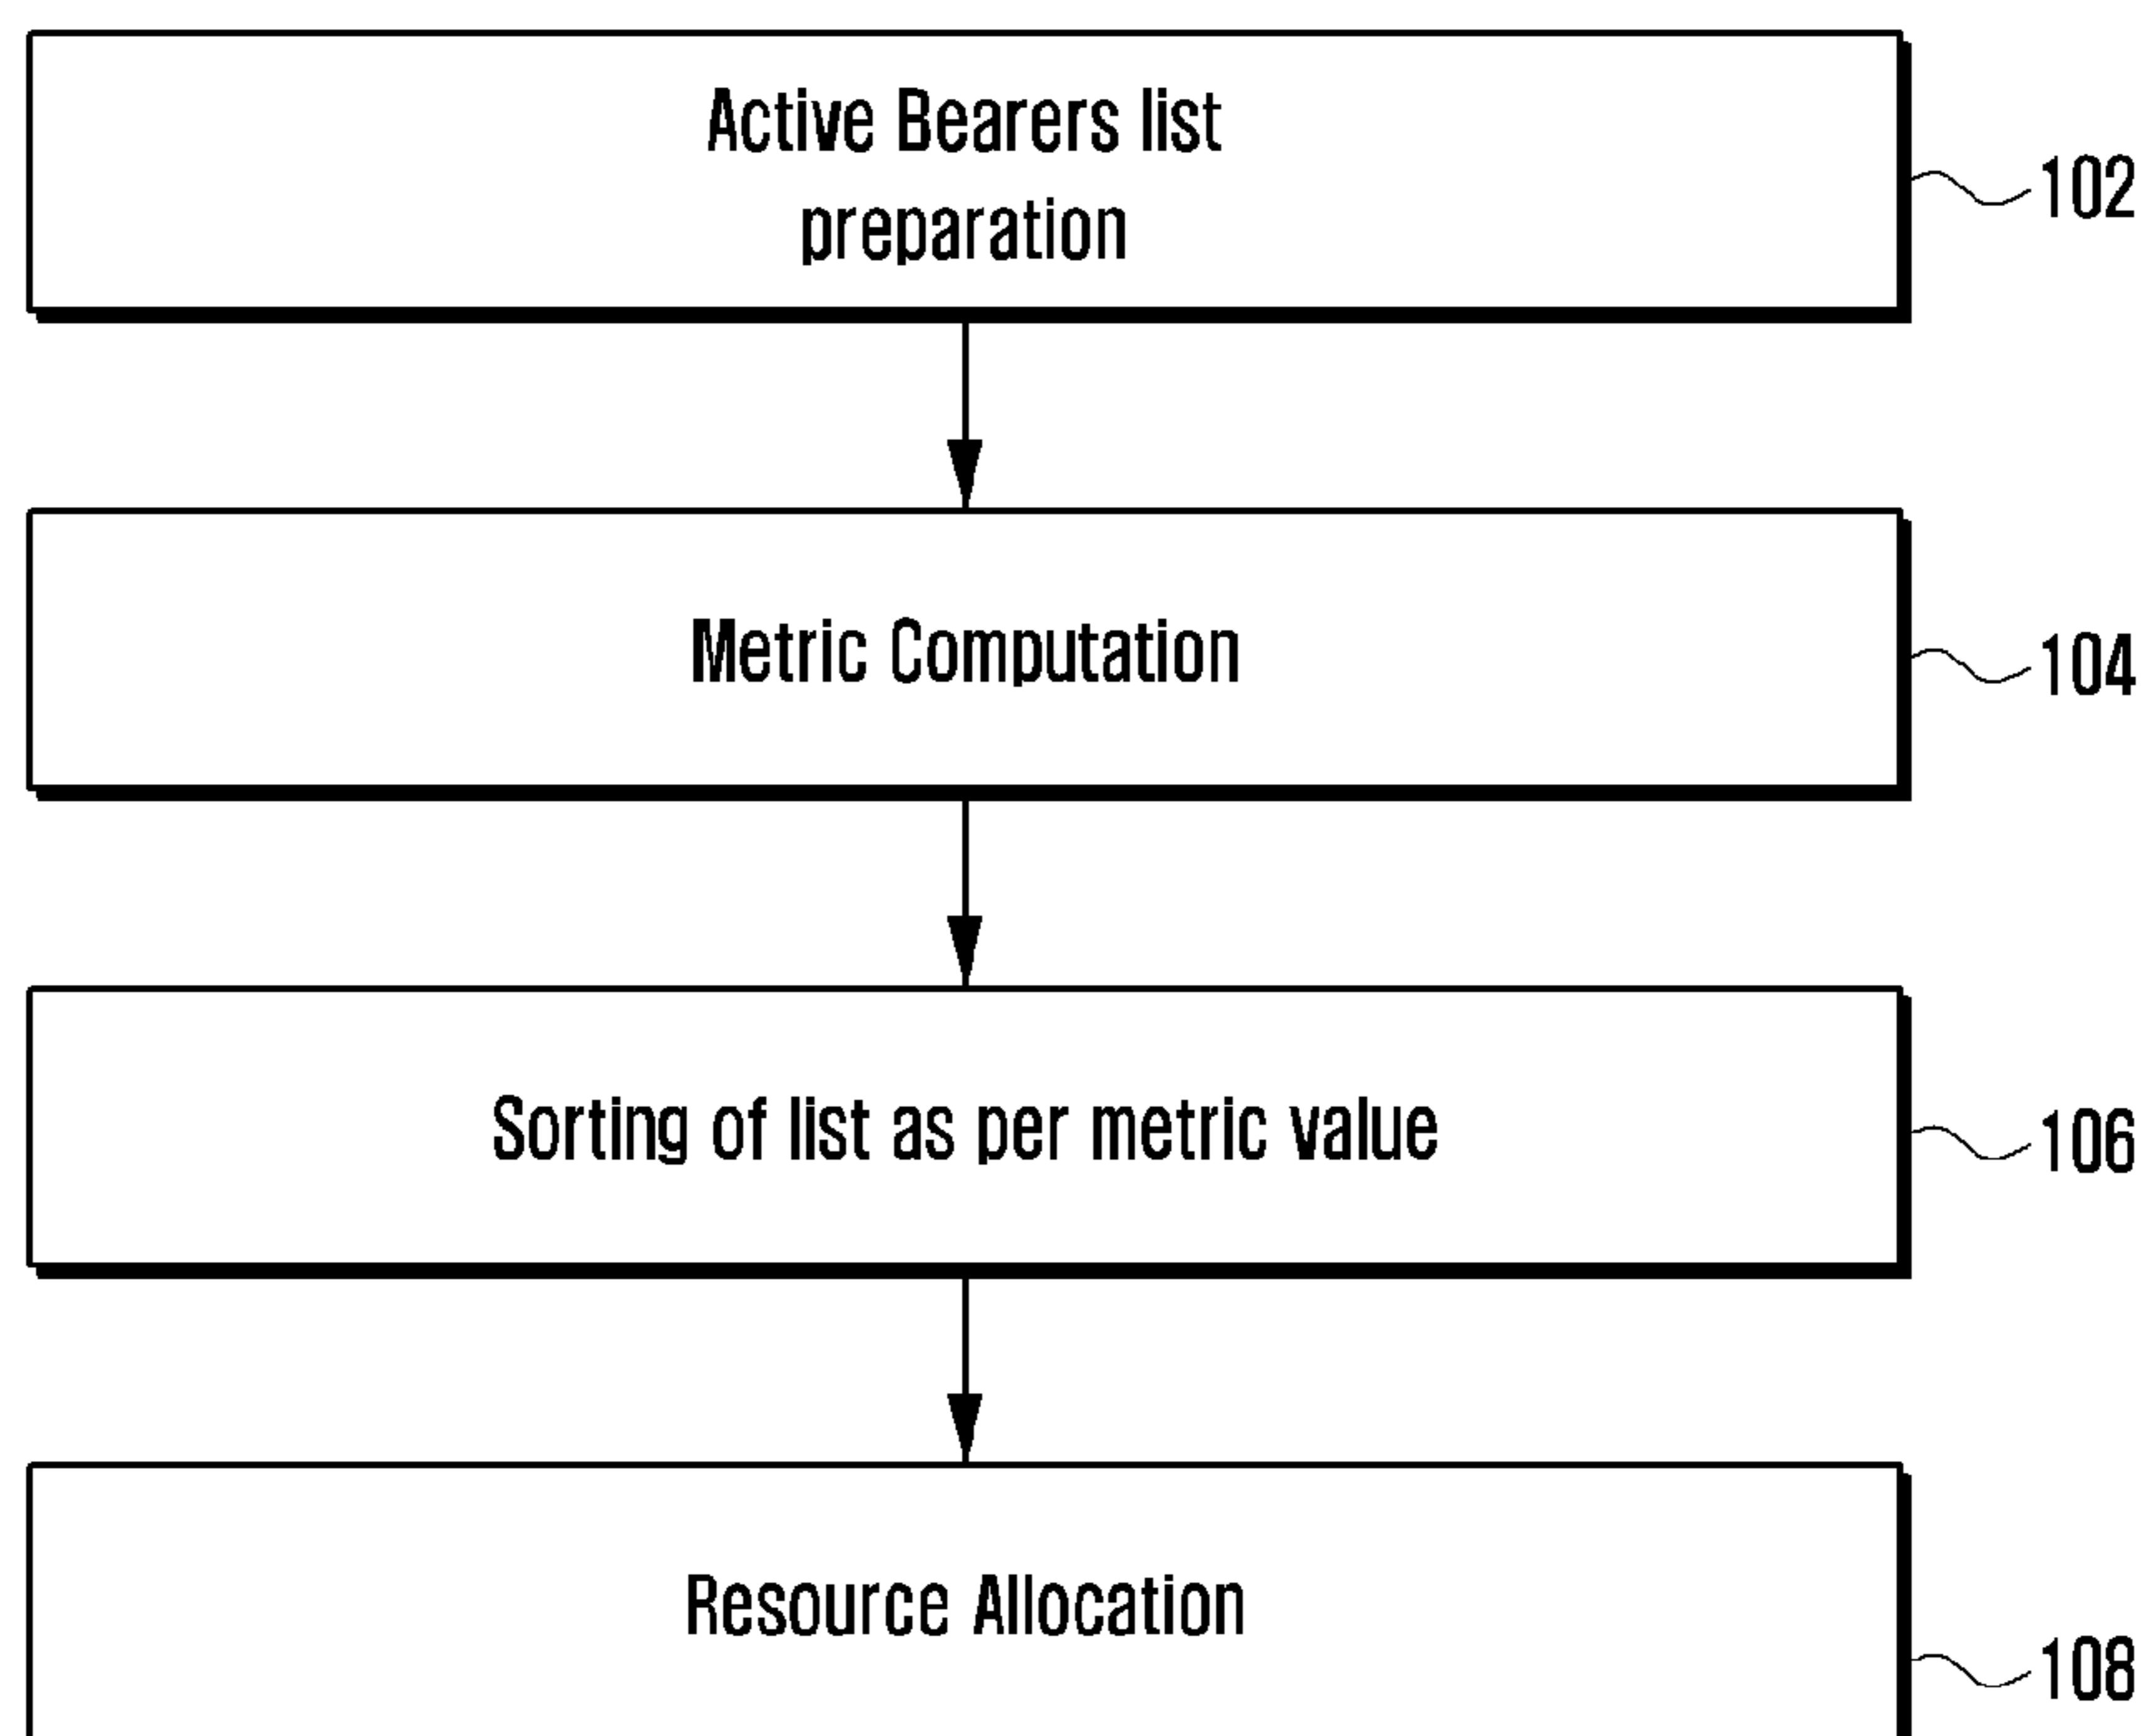 Active Bearers list
preparation
102
Metric Computation
104
Sorting of list as per metric value
106
Resource Allocation
108